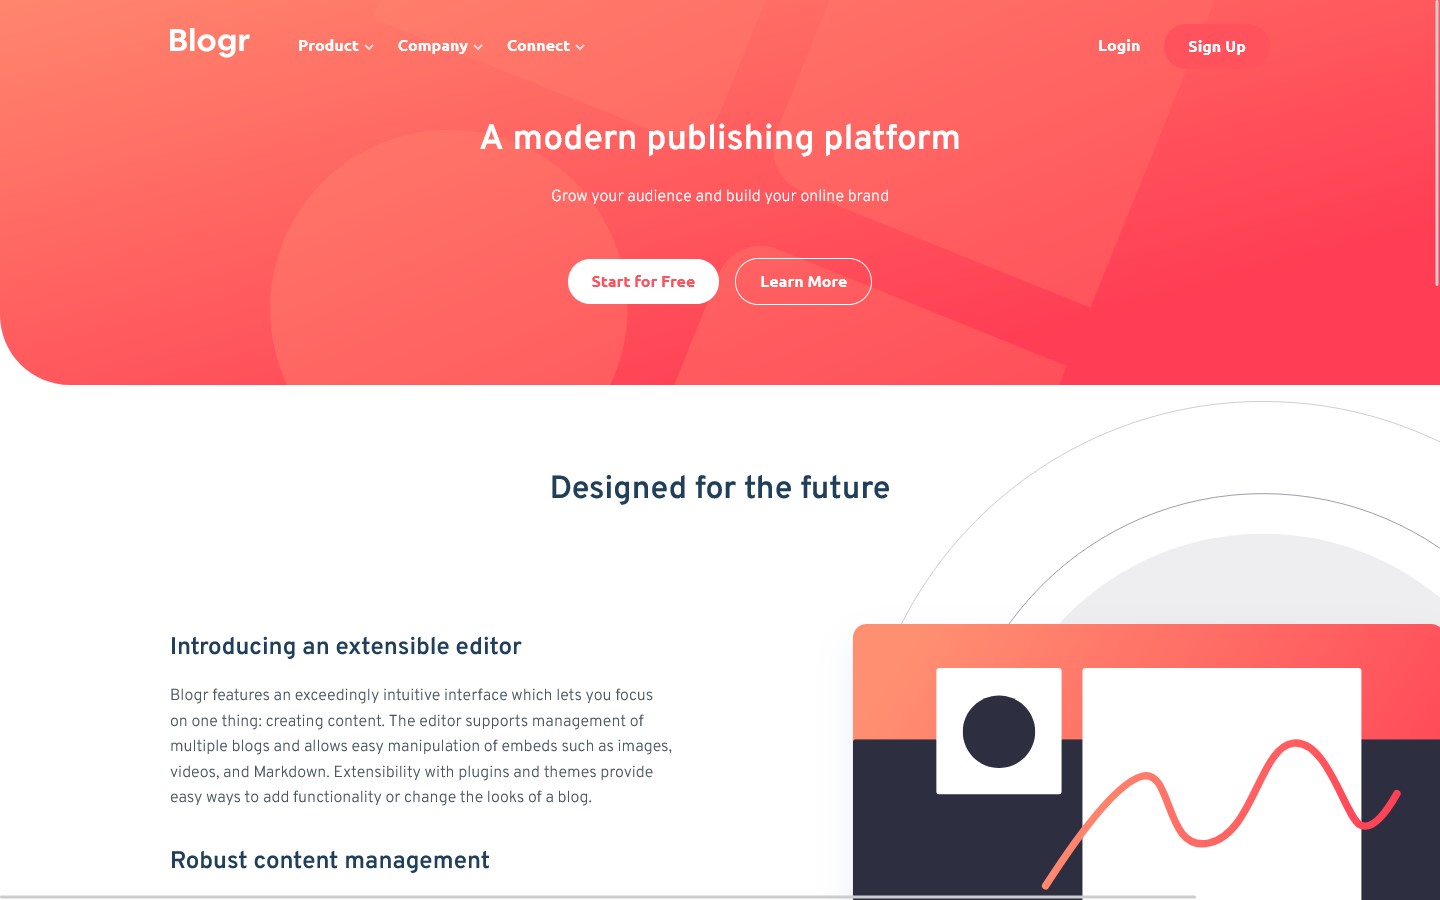 Blogr
Product
Company
Connect
Login
Sign Up
A modern publishing platform
Grow your audience and build your online brand
Start for Free
Learn More
Designed for the future
Introducing an extensible editor
Blogr features an exceedingly intuitive interface which lets you focus
on one thing: creating content. The editor supports management of
multiple blogs and allows easy manipulation of embeds such as images,
videos, and Markdown. Extensibility with plugins and themes provide
easy ways to add functionality or change the looks of a blog.
Robust content management